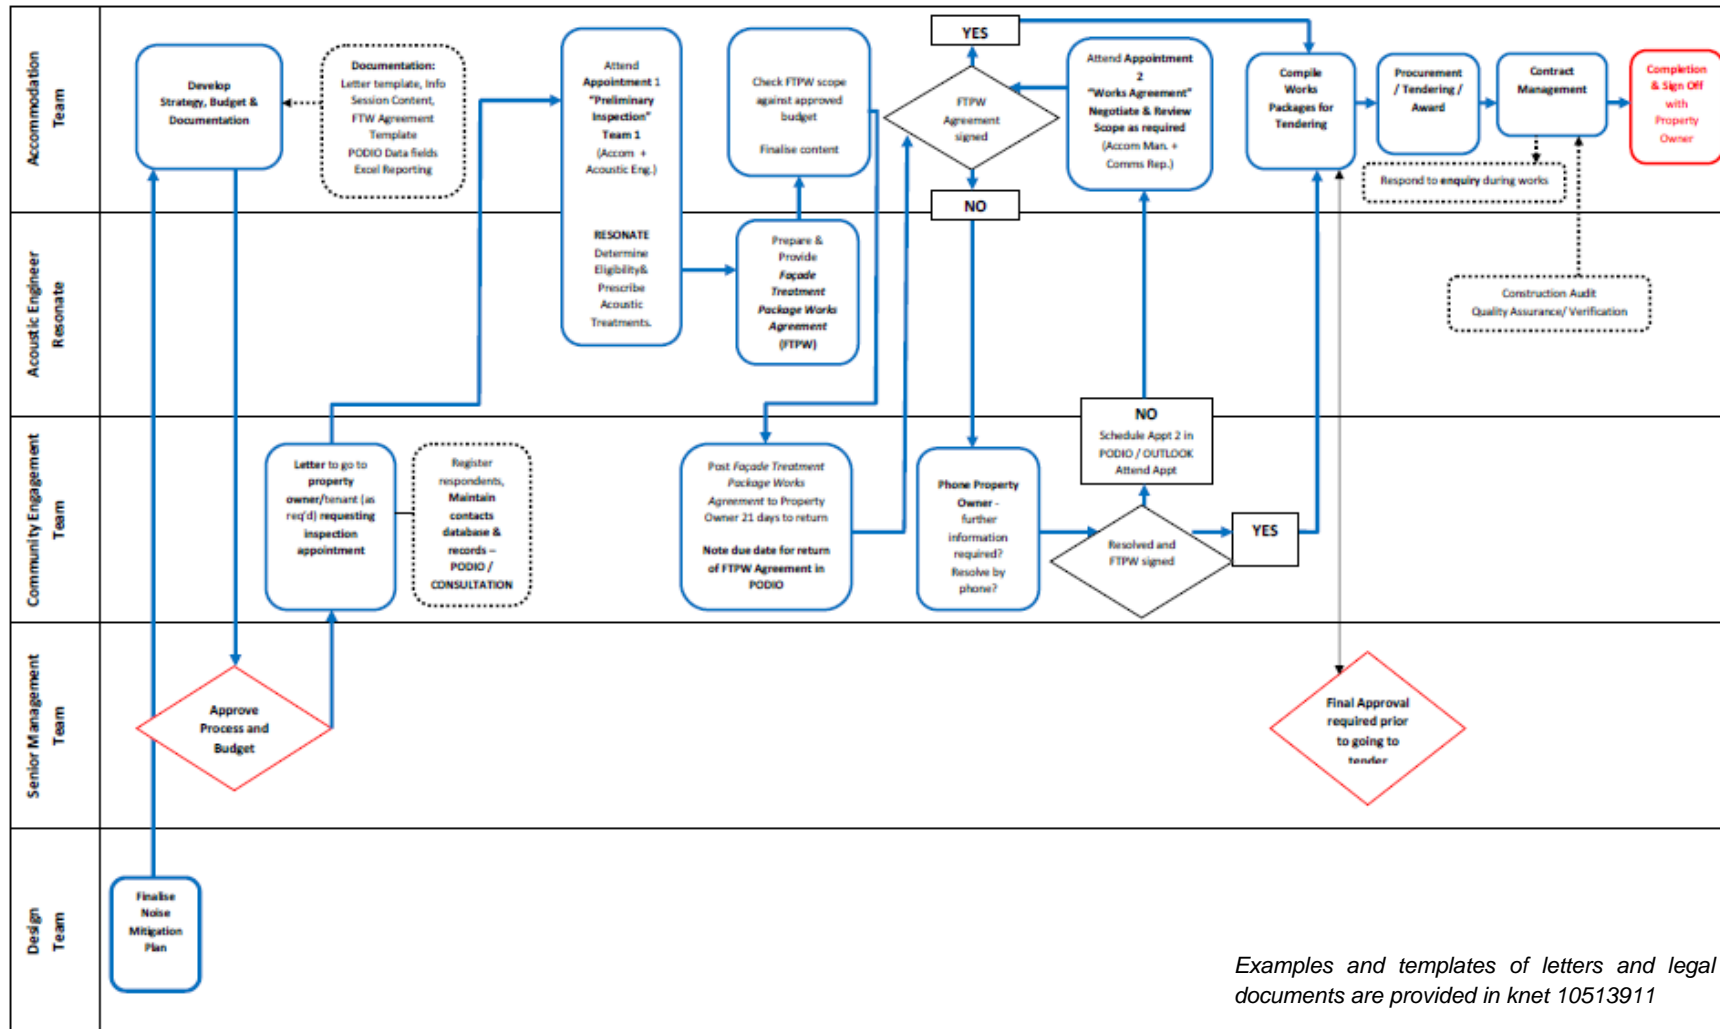 Accommodation
Team
Develop
Strategy, Budget &
Documentation
Documentation:
Letter template, Info
Session Content,
FTW Agreement
Template
PODIO Data fields
Excel Reporting
Attend
Appointment 1
"Preliminary
Inspection"
Team 1
(Accom +
Acoustic Eng.)
RESONATE
Determine
Eligibility&
Prescribe
Acoustic
Treatments.
Check FTPW scope
against approved
budget
Finalise content
YES
FTPW
Agreement
signed
NO
Attend Appointment
2
"Works Agreement"
Negotiate & Review
Scope as required
(Accom Man. +
Comms Rep.)
Compile
Works
Packages for
Tendering
Procurement
/ Tendering /
Award
Contract
Management
Completion
& Sign Off
with
Property
Owner
Respond to enquiry during works
Acoustic Engineer
Resonate
Prepare &
Provide
Façade
Treatment
Package Works
Agreement
(FTPW)
Construction Audit
Quality Assurance/ Verification
Community Engagement
Team
Letter to go to
property
owner/tenant (as
req'd) requesting
inspection
appointment
Register
respondents,
Maintain
contacts
database &
records –
PODIO /
CONSULTATION
Post Façade Treatment
Package Works
Agreement to Property
Owner 21 days to return
Note due date for return
of FTPW Agreement in
PODIO
Phone Property
Owner -
further
information
required?
Resolve by
phone?
NO
Schedule Appt 2 in
PODIO / OUTLOOK
Attend Appt
Resolved and
FTPW signed
YES
Senior Management
Team
Approve
Process and
Budget
Final Approval
required prior
to going to
tender
Design
Team
Finalise
Noise
Mitigation
Plan
Examples and templates of letters and legal
documents are provided in knet 10513911